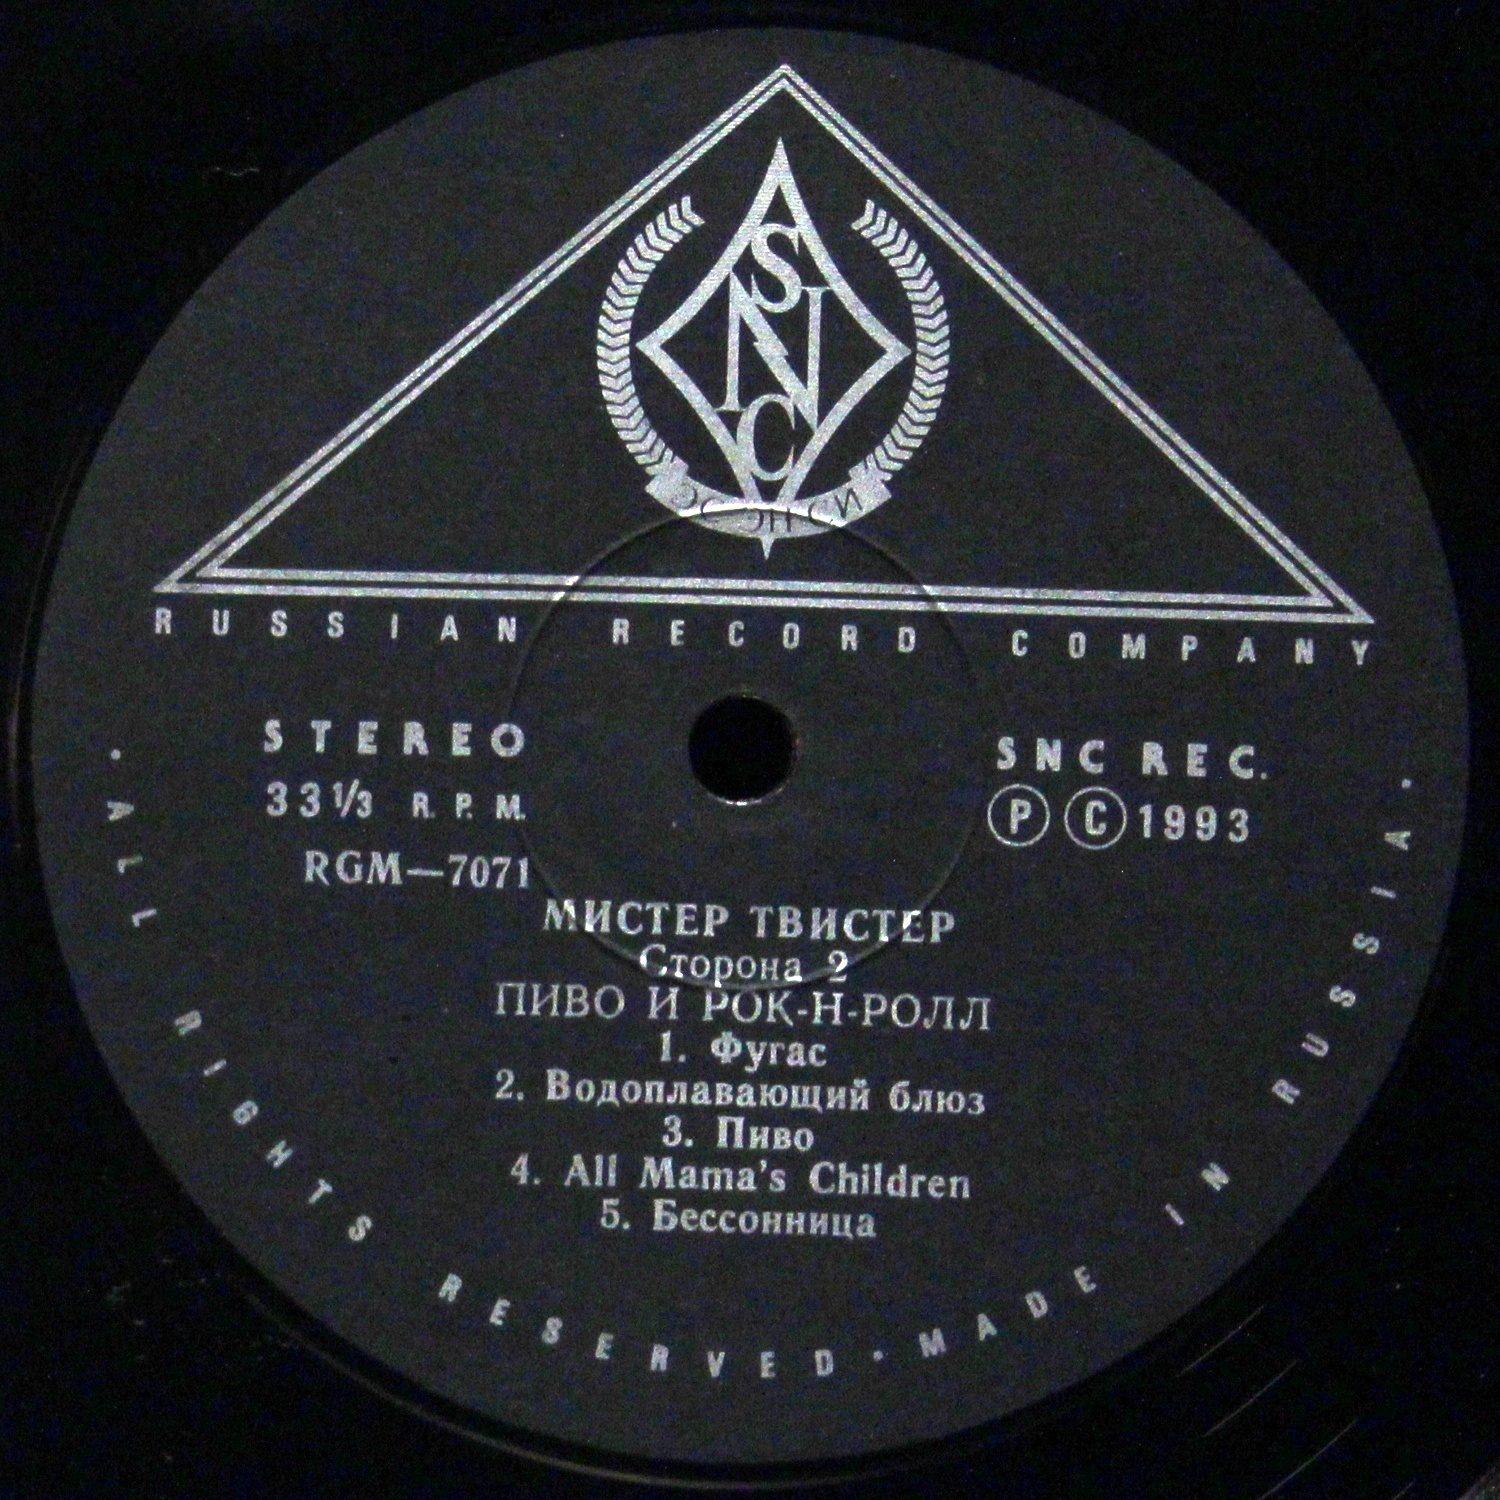 SNC
ЭС ЭН СИ
RUSSIAN RECORD COMPANY
STEREO
33 1/3 R. P. M.
RGM—7071
SNC REC.
Ⓟ Ⓒ 1993
МИСТЕР ТВИСТЕР
Сторона 2
ПИВО И РОК-Н-РОЛЛ
1. Фугас
2. Водоплавающий блюз
3. Пиво
4. All Mama's Children
5. Бессонница
· ALL RIGHTS RESERVED · MADE IN RUSSIA ·